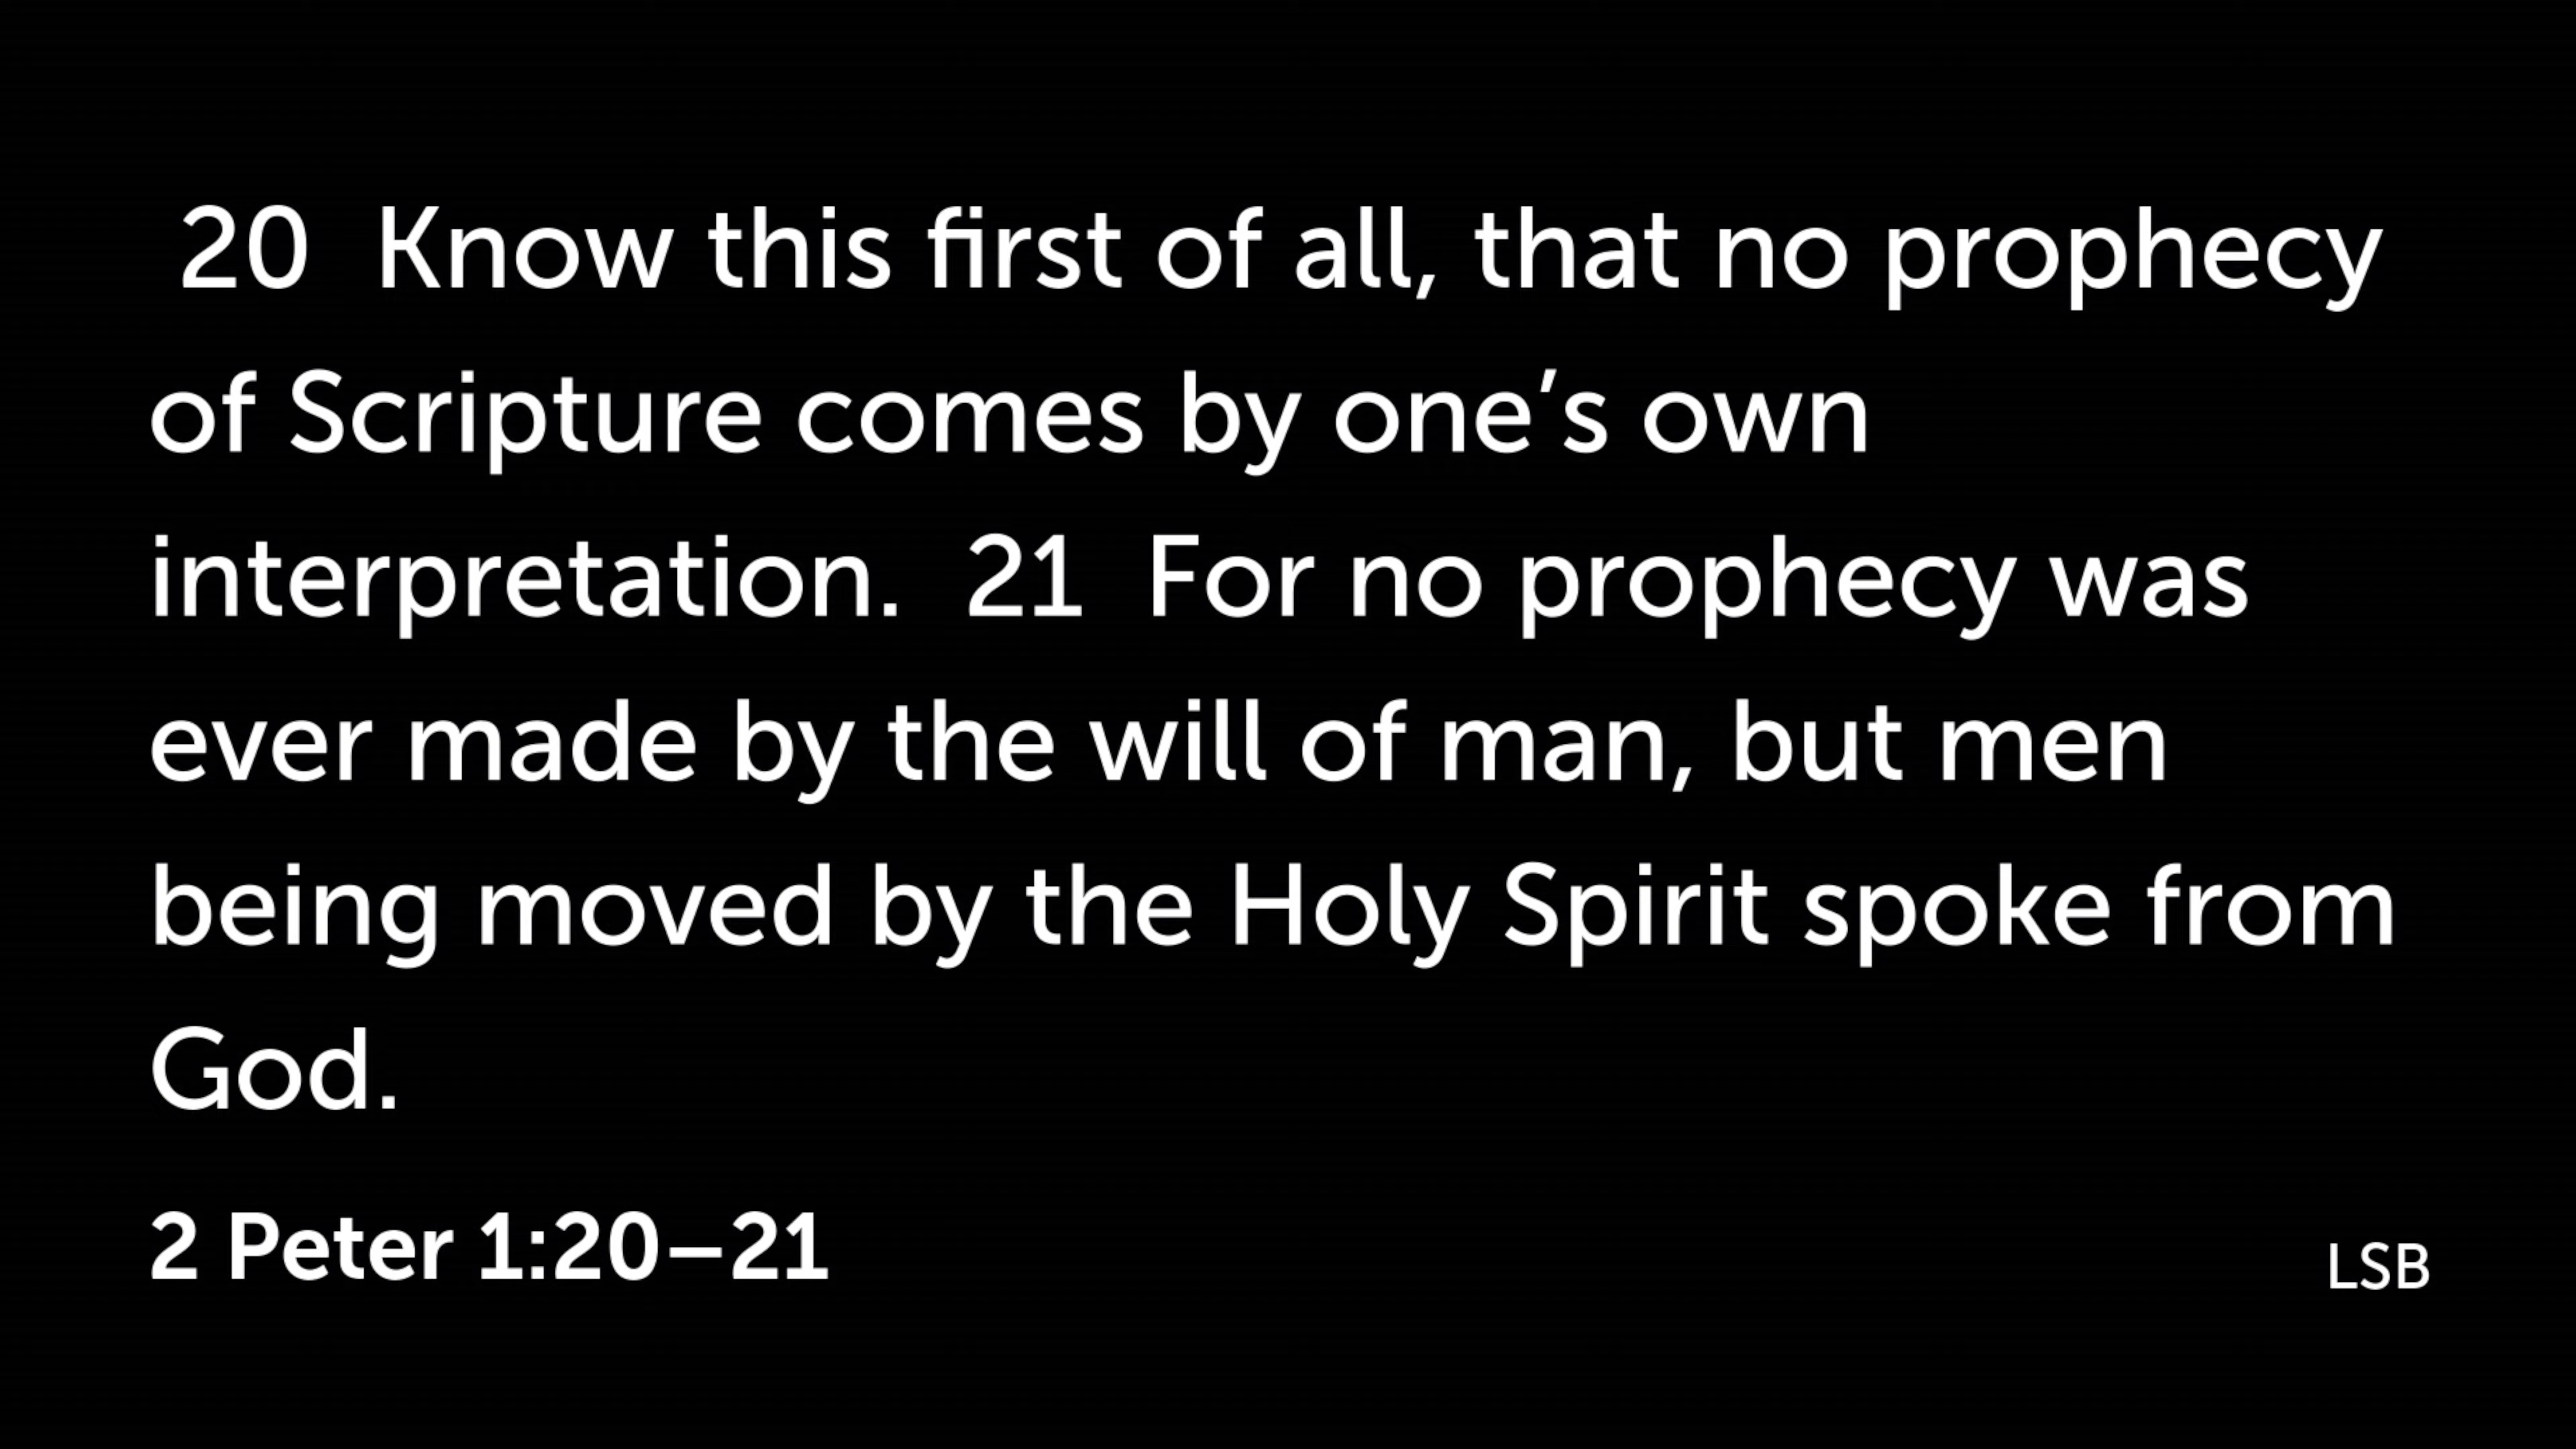 20 Know this first of all, that no prophecy
of Scripture comes by one’s own
interpretation. 21 For no prophecy was
ever made by the will of man, but men
being moved by the Holy Spirit spoke from
God.
2 Peter 1:20–21
LSB